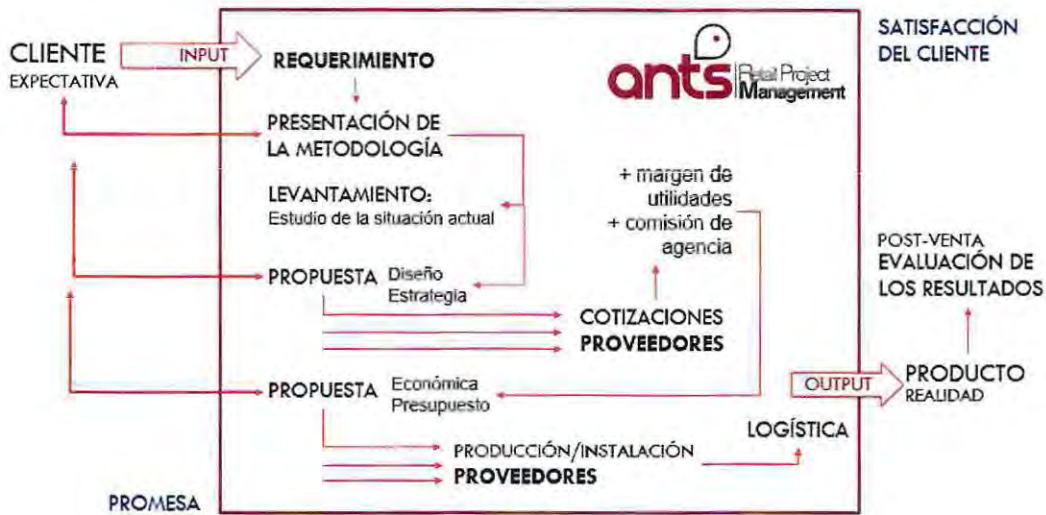 CLIENTE
EXPECTATIVA
INPUT
REQUERIMIENTO
ants
Retail Project
Management
SATISFACCIÓN
DEL CLIENTE
PRESENTACIÓN DE
LA METODOLOGÍA
LEVANTAMIENTO:
Estudio de la situación actual
+ margen de
utilidades
+ comisión de
agencia
PROPUESTA Diseño
Estrategia
COTIZACIONES
PROVEEDORES
POST-VENTA
EVALUACIÓN DE
LOS RESULTADOS
PROPUESTA Económica
Presupuesto
OUTPUT
PRODUCTO
REALIDAD
LOGÍSTICA
PRODUCCIÓN/INSTALACIÓN
PROVEEDORES
PROMESA